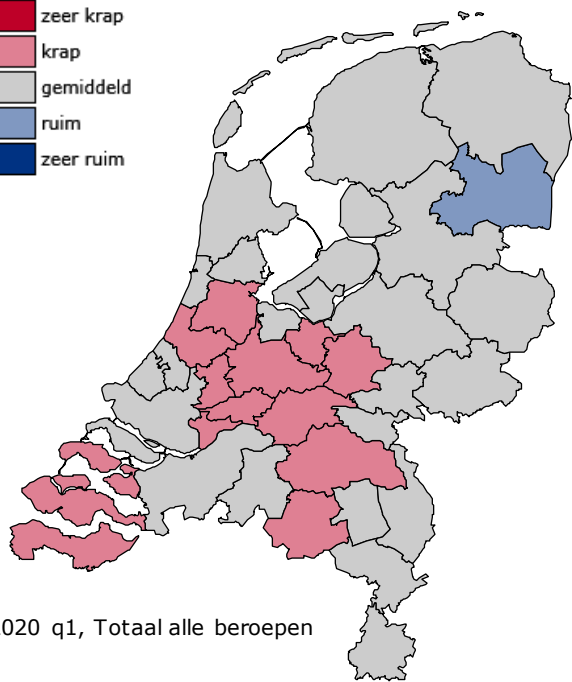 zeer krap
krap
gemiddeld
ruim
zeer ruim
020 q1, Totaal alle beroepen